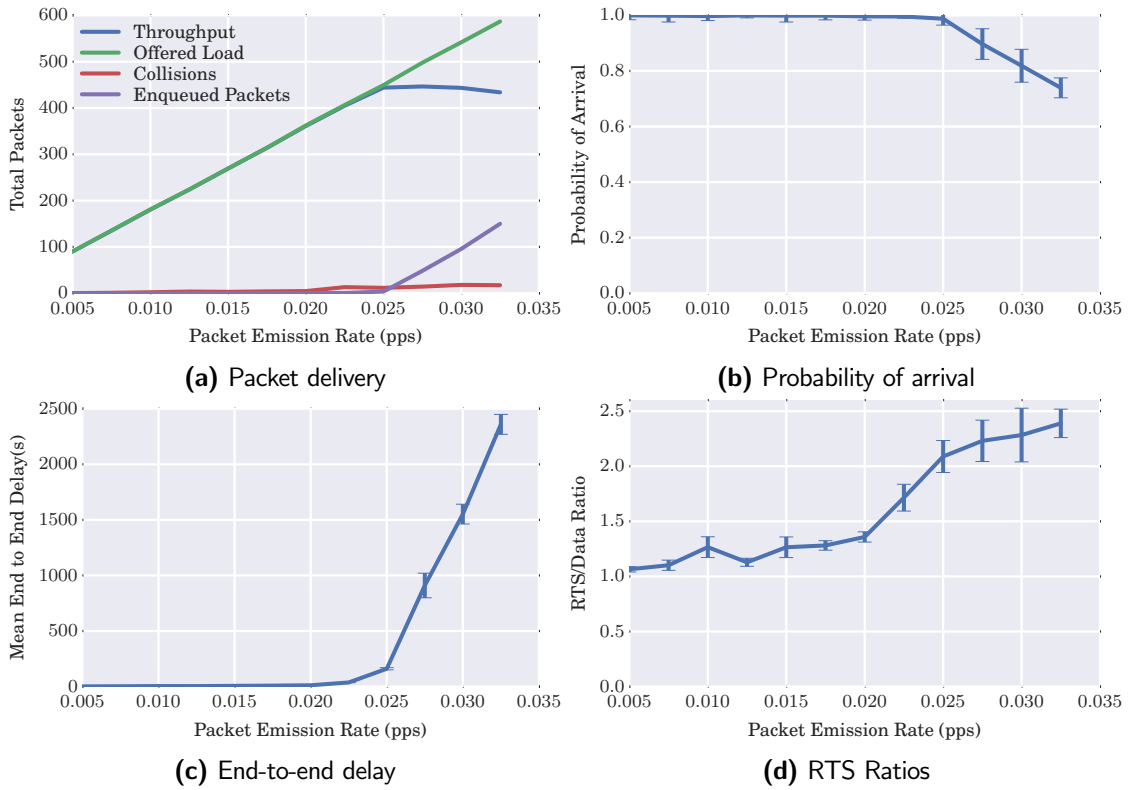 600
500
400
300
200
100
0
Total Packets
Throughput
Offered Load
Collisions
Enqueued Packets
0.005 0.010 0.015 0.020 0.025 0.030 0.035
Packet Emission Rate (pps)
(a) Packet delivery
1.0
0.8
0.6
0.4
0.2
0.0
Probability of Arrival
0.005 0.010 0.015 0.020 0.025 0.030 0.035
Packet Emission Rate (pps)
(b) Probability of arrival
2500
2000
1500
1000
500
0
Mean End to End Delay(s)
0.005 0.010 0.015 0.020 0.025 0.030 0.035
Packet Emission Rate (pps)
(c) End-to-end delay
2.5
2.0
1.5
1.0
0.5
0.0
RTS/Data Ratio
0.005 0.010 0.015 0.020 0.025 0.030 0.035
Packet Emission Rate (pps)
(d) RTS Ratios